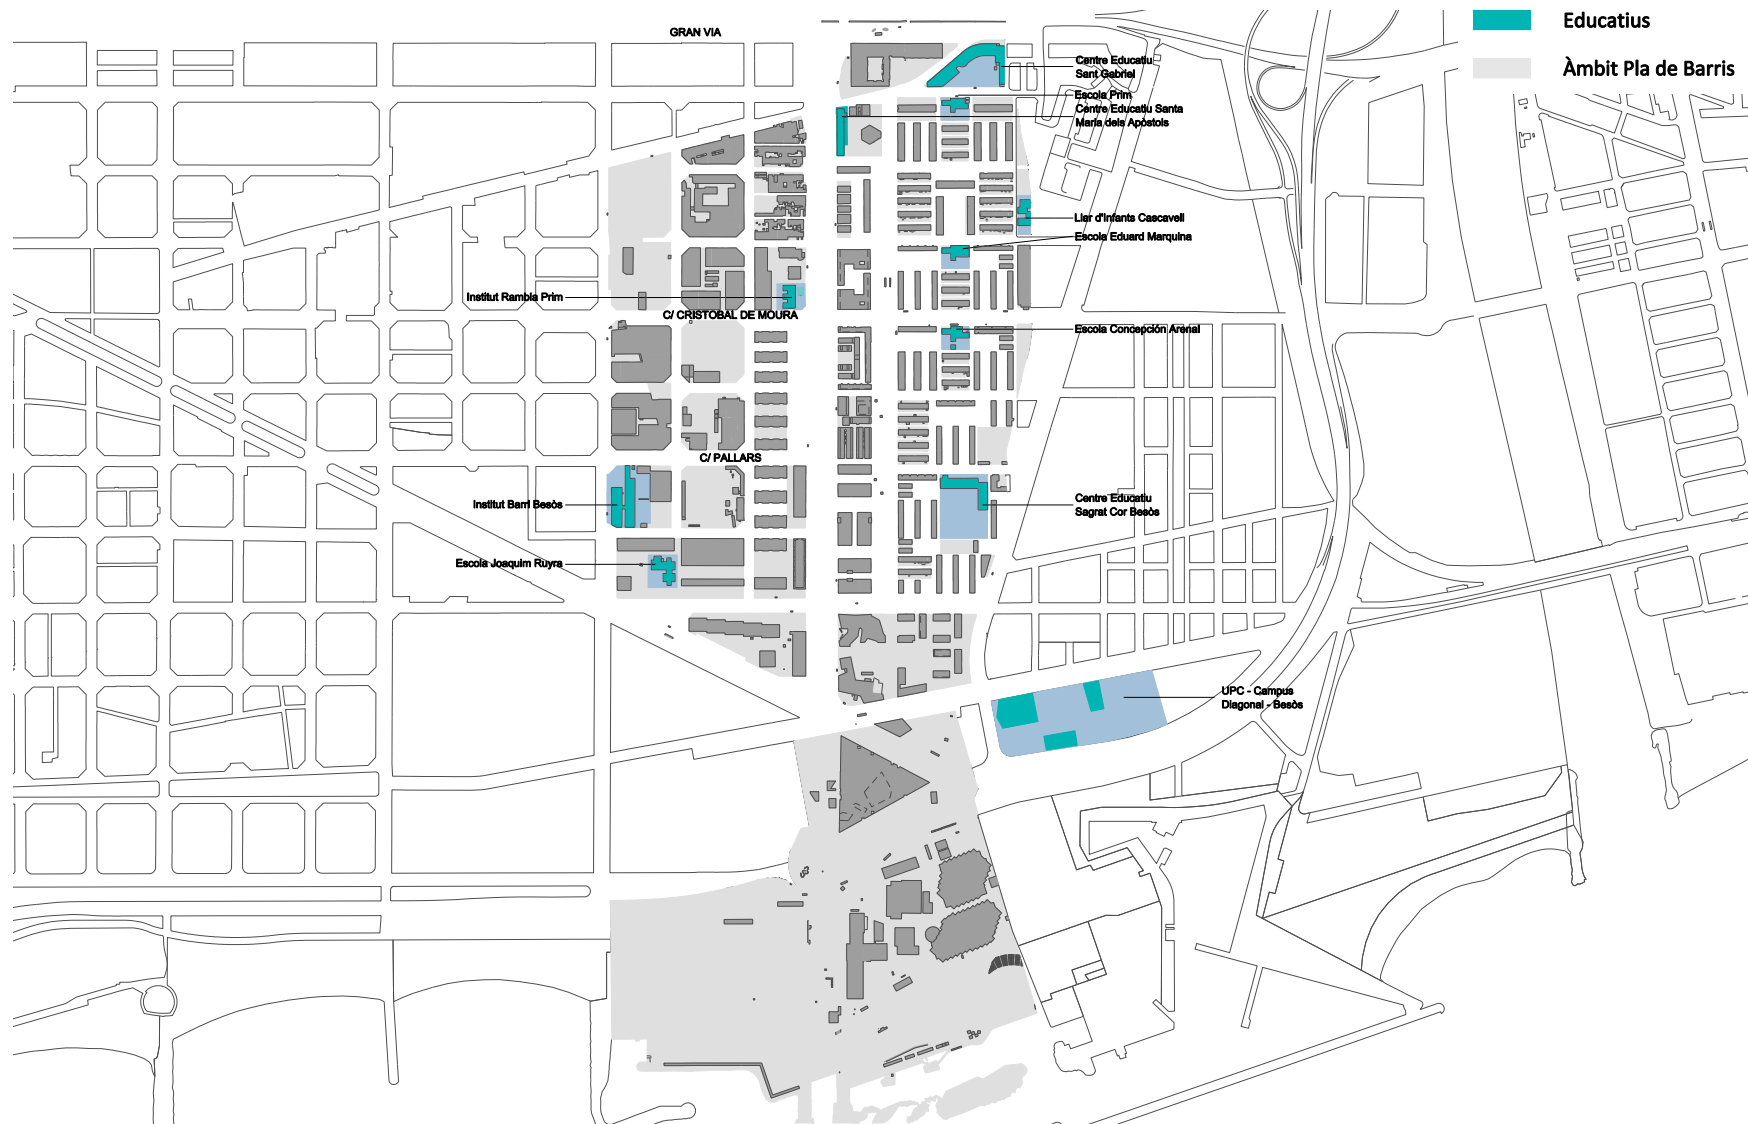 Educatius
Àmbit Pla de Barris
GRAN VIA
Centre Educatiu
Sant Gabriel
Escola Prim
Centre Educatiu Santa
Maria dels Apòstols
Llar d'Infants Cascavell
Escola Eduard Marquina
Institut Rambla Prim
C/ CRISTOBAL DE MOURA
Escola Concepción Arenal
C/ PALLARS
Institut Barri Besòs
Centre Educatiu
Sagrat Cor Besòs
Escola Joaquim Ruyra
UPC - Campus
Diagonal - Besòs